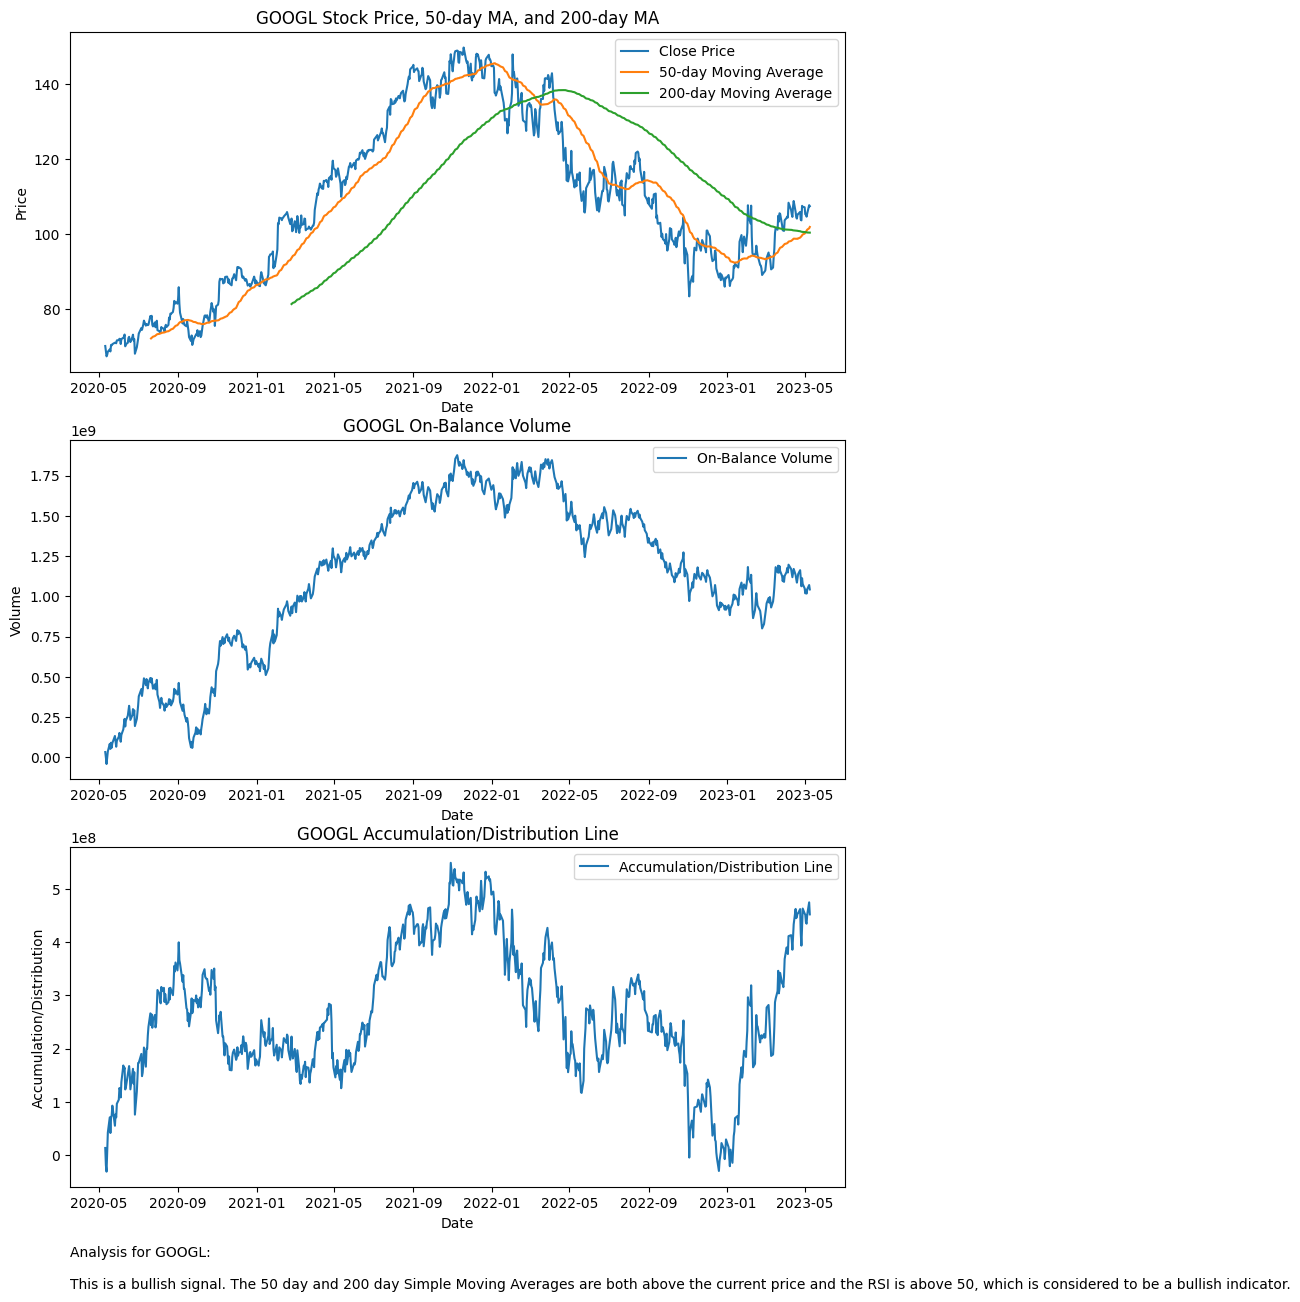 GOOGL Stock Price, 50-day MA, and 200-day MA
Close Price
50-day Moving Average
200-day Moving Average
Price
140
120
100
80
2020-05 2020-09 2021-01 2021-05 2021-09 2022-01 2022-05 2022-09 2023-01 2023-05
Date
GOOGL On-Balance Volume
1e9
On-Balance Volume
Volume
1.75
1.50
1.25
1.00
0.75
0.50
0.25
0.00
2020-05 2020-09 2021-01 2021-05 2021-09 2022-01 2022-05 2022-09 2023-01 2023-05
Date
GOOGL Accumulation/Distribution Line
1e8
Accumulation/Distribution Line
Accumulation/Distribution
5
4
3
2
1
0
2020-05 2020-09 2021-01 2021-05 2021-09 2022-01 2022-05 2022-09 2023-01 2023-05
Date
Analysis for GOOGL:
This is a bullish signal. The 50 day and 200 day Simple Moving Averages are both above the current price and the RSI is above 50, which is considered to be a bullish indicator.